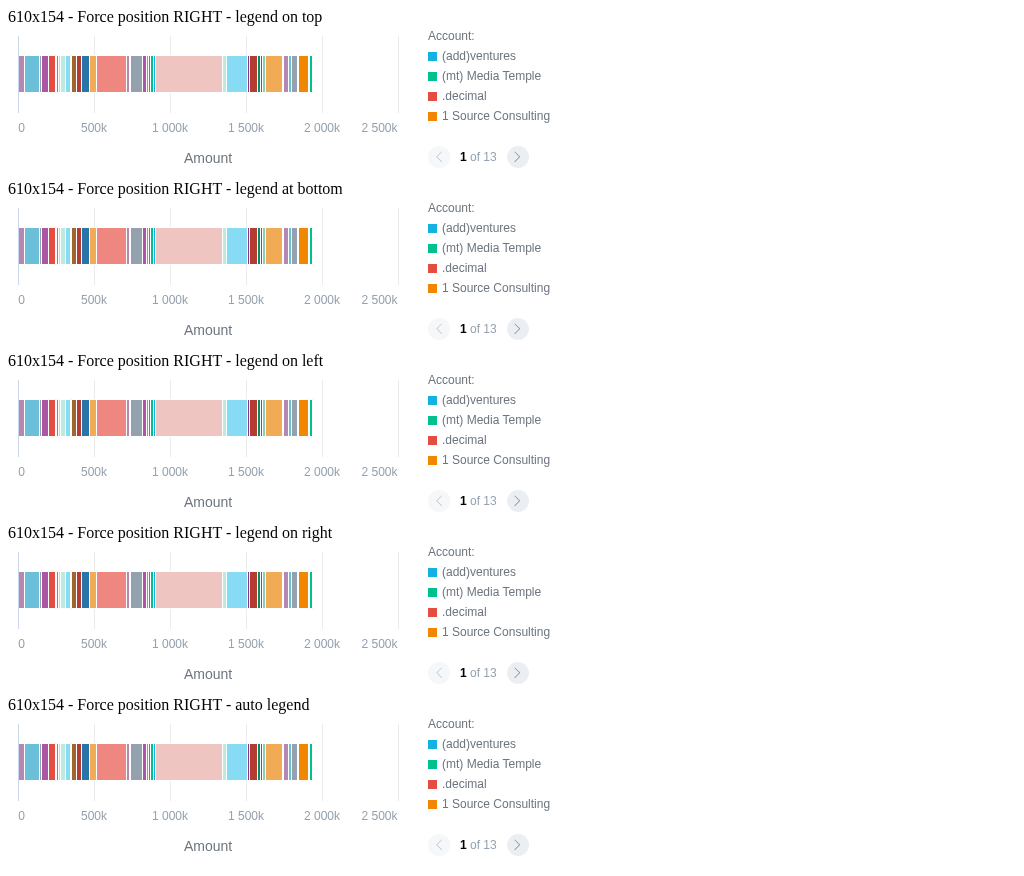 610x154 - Force position RIGHT - legend on top
Account:
(add)ventures
(mt) Media Temple
.decimal
1 Source Consulting
0 500k 1 000k 1 500k 2 000k 2 500k
Amount
1 of 13
610x154 - Force position RIGHT - legend at bottom
Account:
(add)ventures
(mt) Media Temple
.decimal
1 Source Consulting
0 500k 1 000k 1 500k 2 000k 2 500k
Amount
1 of 13
610x154 - Force position RIGHT - legend on left
Account:
(add)ventures
(mt) Media Temple
.decimal
1 Source Consulting
0 500k 1 000k 1 500k 2 000k 2 500k
Amount
1 of 13
610x154 - Force position RIGHT - legend on right
Account:
(add)ventures
(mt) Media Temple
.decimal
1 Source Consulting
0 500k 1 000k 1 500k 2 000k 2 500k
Amount
1 of 13
610x154 - Force position RIGHT - auto legend
Account:
(add)ventures
(mt) Media Temple
.decimal
1 Source Consulting
0 500k 1 000k 1 500k 2 000k 2 500k
Amount
1 of 13